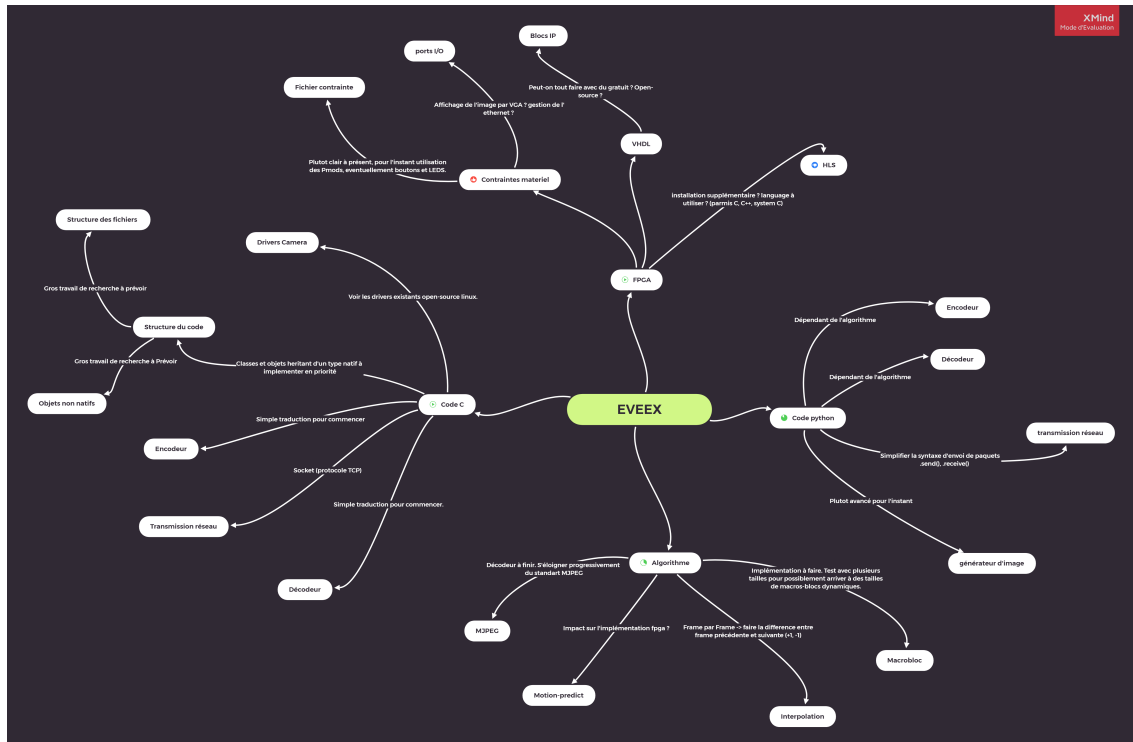 XMind
Mode d'Evaluation
Blocs IP
ports I/O
Fichier contrainte
Peut-on tout faire avec du gratuit ? Open-
source ?
Affichage de l'image par VGA ? gestion de l'
ethernet ?
VHDL
HLS
Plutot clair à présent, pour l'instant utilisation
des Pmods, eventuellement boutons et LEDS.
Contraintes materiel
installation supplémentaire ? language à
utiliser ? (parmis C, C++, system C)
Structure des fichiers
Drivers Camera
FPGA
Gros travail de recherche à prévoir
Voir les drivers existants open-source linux.
Encodeur
Dépendant de l'algorithme
Structure du code
Gros travail de recherche à Prévoir
Classes et objets heritant d'un type natif à
implementer en priorité
Décodeur
Dépendant de l'algorithme
Objets non natifs
Code C
EVEEX
Code python
Simple traduction pour commencer
Encodeur
transmission réseau
Simplifier la syntaxe d'envoi de paquets
.send(), .receive()
Socket (protocole TCP)
Simple traduction pour commencer.
Plutot avancé pour l'instant
Transmission réseau
Décodeur
Algorithme
générateur d'image
Décodeur à finir. S'éloigner progressivement
du standart MJPEG
Implémentation à faire. Test avec plusieurs
tailles pour possiblement arriver à des tailles
de macros-blocs dynamiques.
MJPEG
Impact sur l'implémentation fpga ?
Frame par Frame -> faire la difference entre
frame précédente et suivante (+1, -1)
Macrobloc
Motion-predict
Interpolation